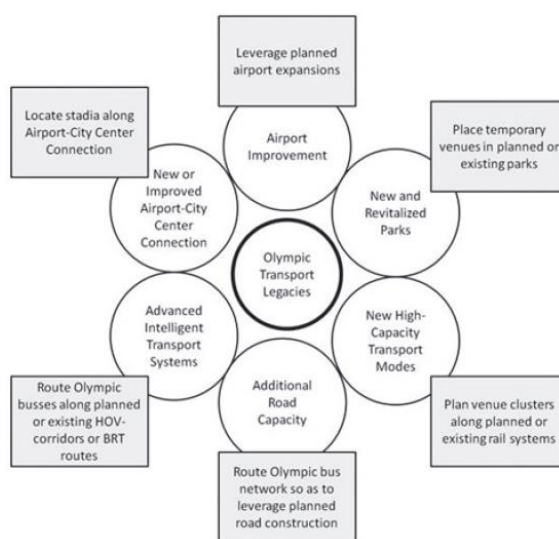 Leverage planned
airport expansions
Locate stadia along
Airport-City Center
Connection
Airport
Improvement
Place temporary
venues in planned or
existing parks
New or
Improved
Airport-City
Center
Connection
New and
Revitalized
Parks
Olympic
Transport
Legacies
Advanced
Intelligent
Transport
Systems
New High-
Capacity
Transport
Modes
Additional
Road
Capacity
Route Olympic
busses along planned
or existing HOV-
corridors or BRT
routes
Plan venue clusters
along planned or
existing rail systems
Route Olympic bus
network so as to
leverage planned
road construction